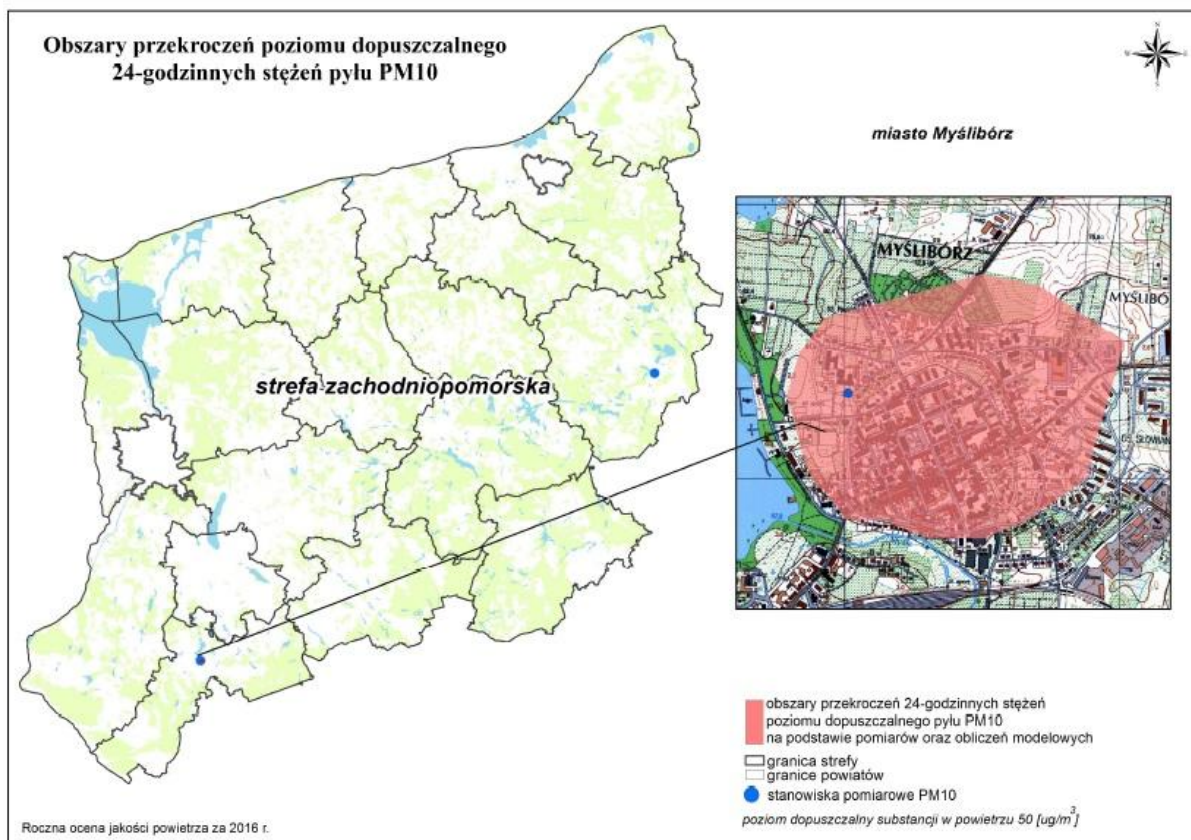 Obszary przekroczeń poziomu dopuszczalnego
24-godzinnych stężeń pyłu PM10
N
W
E
S
miasto Myślibórz
MYŚLIBÓRZ
MYŚLIBÓ
strefa zachodniopomorska
obszary przekroczeń 24-godzinnych stężeń
poziomu dopuszczalnego pyłu PM10
na podstawie pomiarów oraz obliczeń modelowych
granica strefy
granice powiatów
stanowiska pomiarowe PM10
poziom dopuszczalny substancji w powietrzu 50 [ug/m³]
Roczna ocena jakości powietrza za 2016 r.